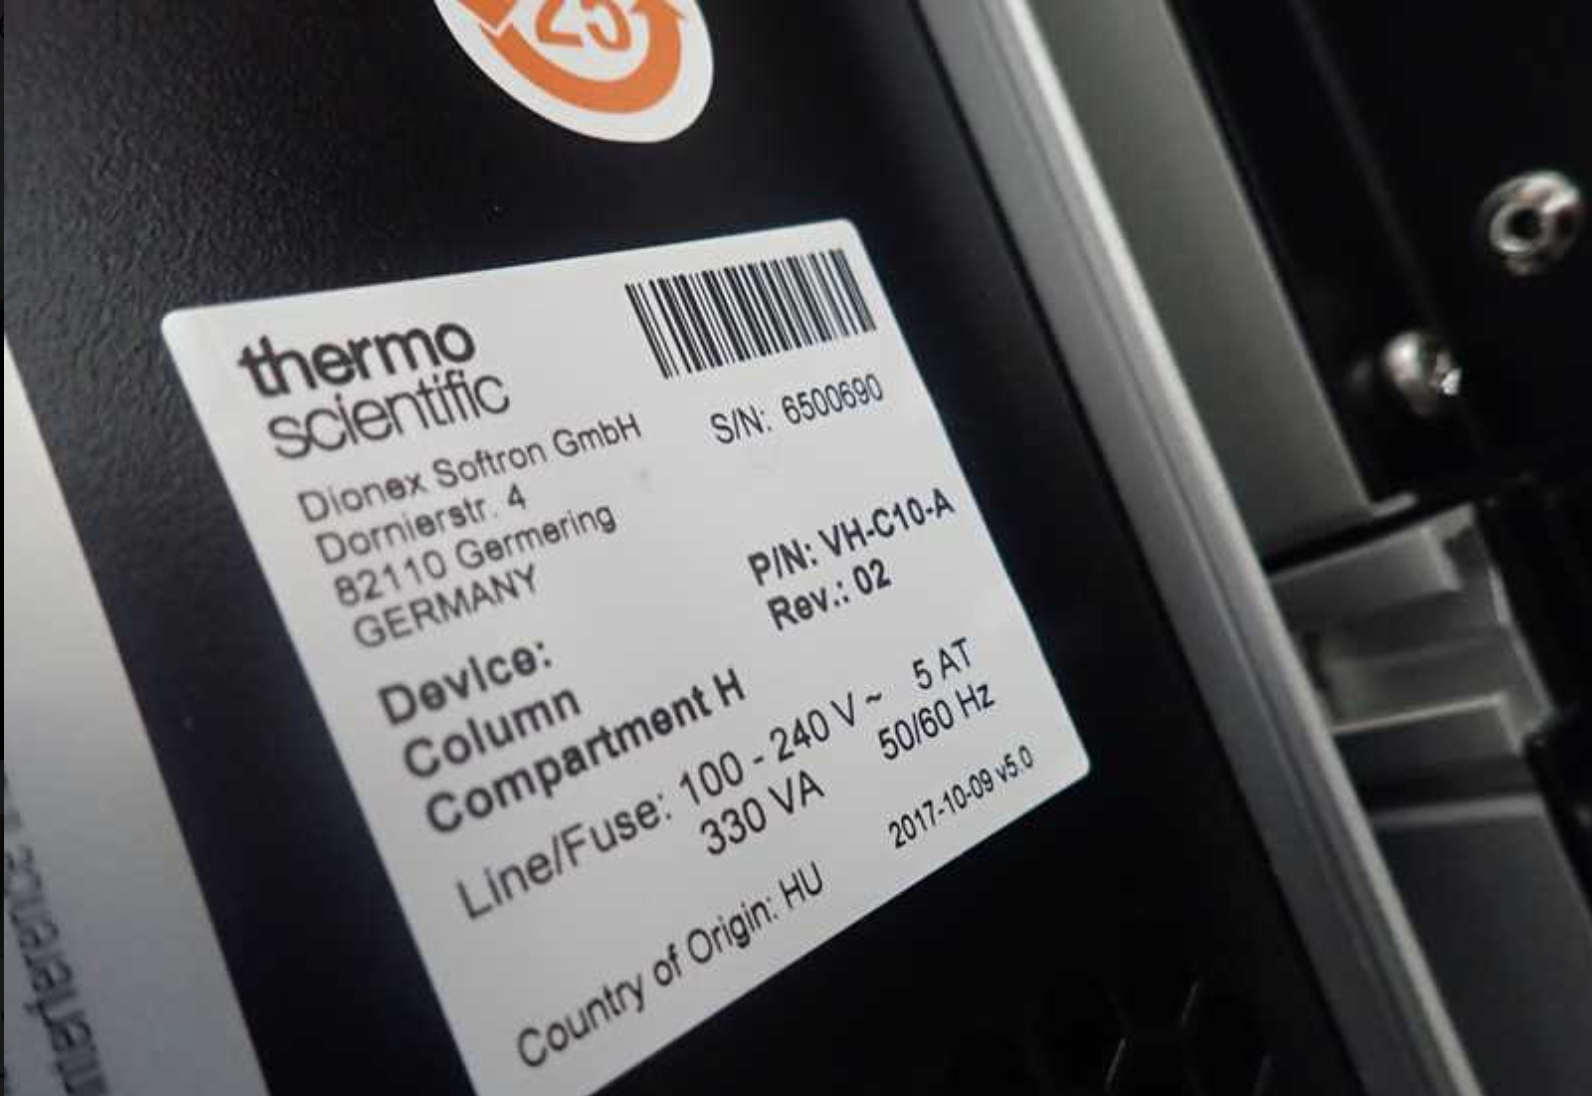 25
thermo
scientific
Dionex Softron GmbH
Dornierstr. 4
82110 Germering
GERMANY
S/N: 6500690
P/N: VH-C10-A
Rev.: 02
Device:
Column
Compartment H
Line/Fuse: 100 - 240 V ~ 5 AT
330 VA 50/60 Hz
2017-10-09 v5.0
Country of Origin: HU